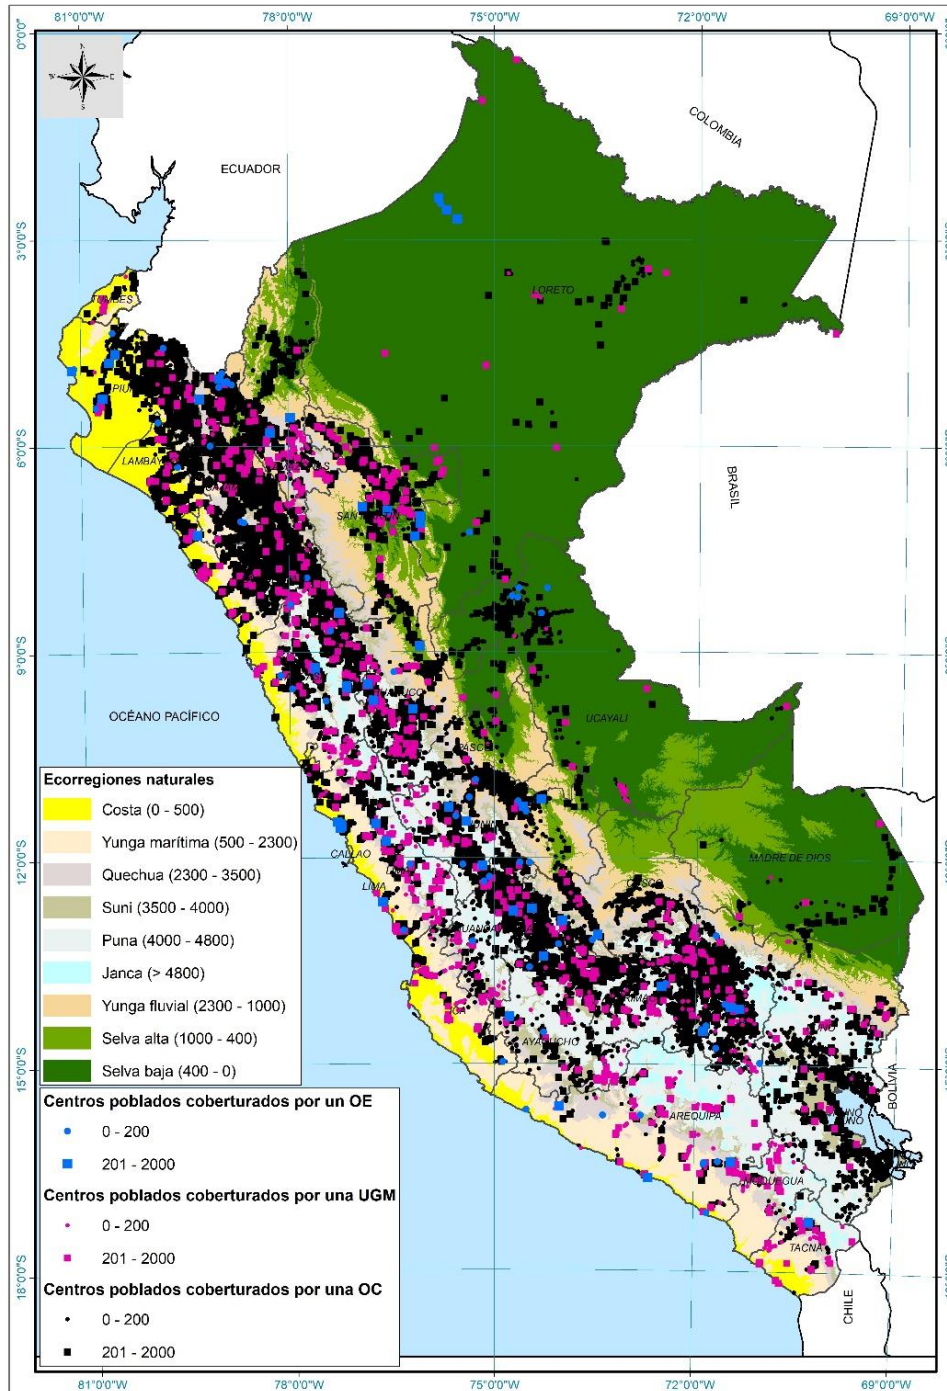 81°0'0"W
78°0'0"W
75°0'0"W
72°0'0"W
69°0'0"W
0°0'0"
N
W
E
S
COLOMBIA
ECUADOR
3°0'0"S
TUMBES
LORETO
6°0'0"S
BRASIL
9°0'0"S
OCÉANO PACÍFICO
UCAYALI
PASCO
Ecorregiones naturales
Costa (0 - 500)
Yunga marítima (500 - 2300)
Quechua (2300 - 3500)
Suni (3500 - 4000)
Puna (4000 - 4800)
Janca (> 4800)
Yunga fluvial (2300 - 1000)
Selva alta (1000 - 400)
Selva baja (400 - 0)
CALLAO
LIMA
MADRE DE DIOS
12°0'0"S
AYACUCHO
15°0'0"S
BOLIVIA
AREQUIPA
TACNA
CHILE
18°0'0"S
Centros poblados coberturados por un OE
0 - 200
201 - 2000
Centros poblados coberturados por una UGM
0 - 200
201 - 2000
Centros poblados coberturados por una OC
0 - 200
201 - 2000
81°0'0"W
78°0'0"W
75°0'0"W
72°0'0"W
69°0'0"W